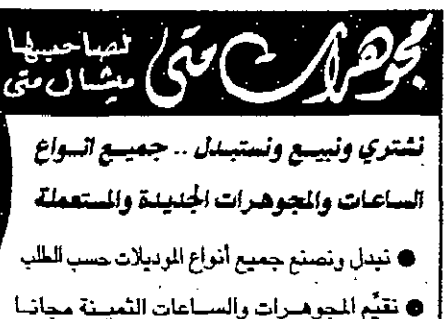 مجوهرات متى
لصاحبها
ميشال متى
نشتري ونبيع ونستبدل .. جميع انواع
الساعات والمجوهرات الجديدة والمستعملة
● نبدل ونصنع جميع أنواع الموديلات حسب الطلب
● نقيّم المجوهرات والساعات الثمينة مجانا